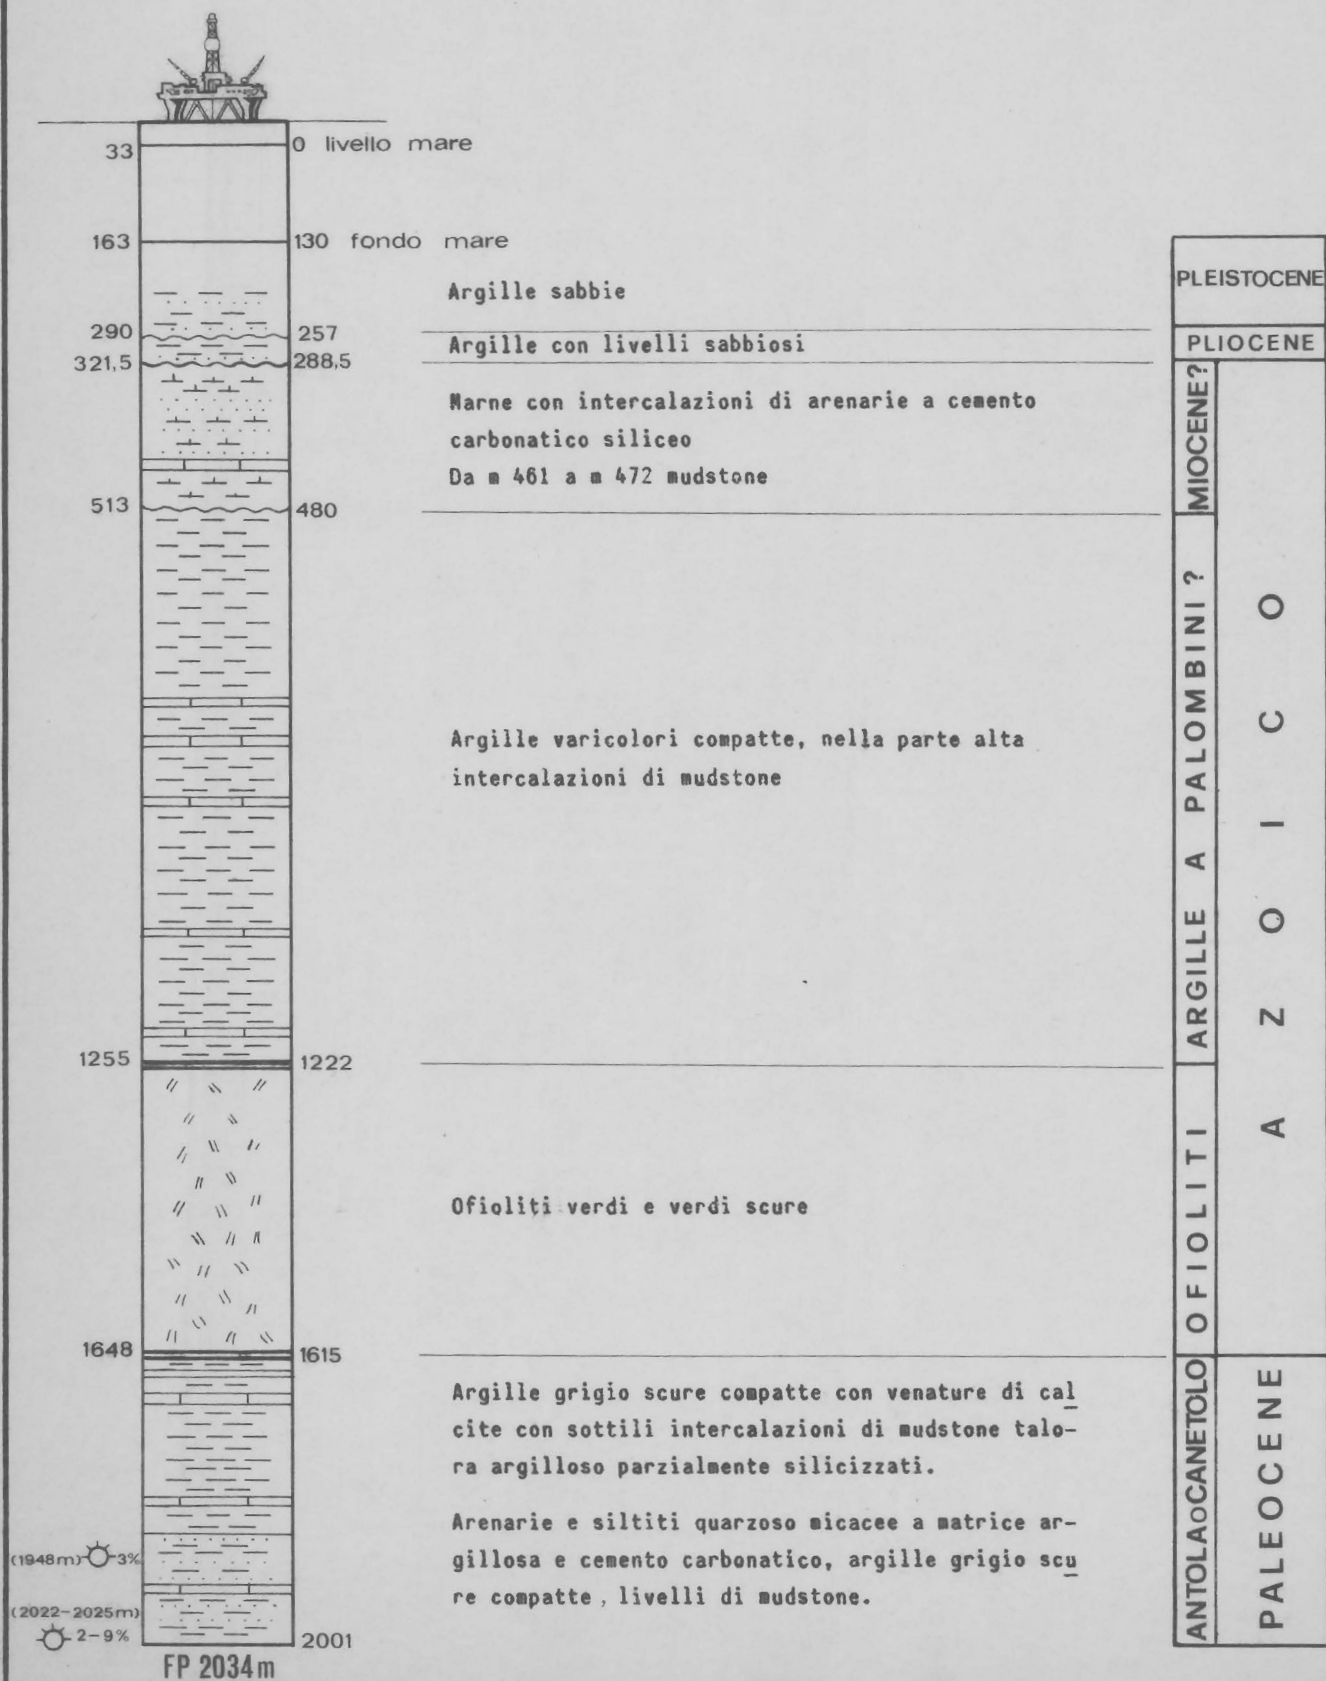 33 0 livello mare
163 130 fondo mare
Argille sabbie
PLEISTOCENE
290 257
Argille con livelli sabbiosi
PLIOCENE
321,5 288,5
Marne con intercalazioni di arenarie a cemento
carbonatico siliceo
Da m 461 a m 472 mudstone
MIOCENE?
513 480
Argille varicolori compatte, nella parte alta
intercalazioni di mudstone
ARGILLE A PALOMBINI ?
AZOICO
1255 1222
Ofioliti verdi e verdi scure
OFIOLITI
1648 1615
Argille grigio scure compatte con venature di cal
cite con sottili intercalazioni di mudstone talo-
ra argilloso parzialmente silicizzati.
Arenarie e siltiti quarzoso micacee a matrice ar-
gillosa e cemento carbonatico, argille grigio scu
re compatte, livelli di mudstone.
ANTOLA O CANETOLO
PALEOCENE
(1948m) 3%
(2022-2025m)
2-9%
2001
FP 2034m